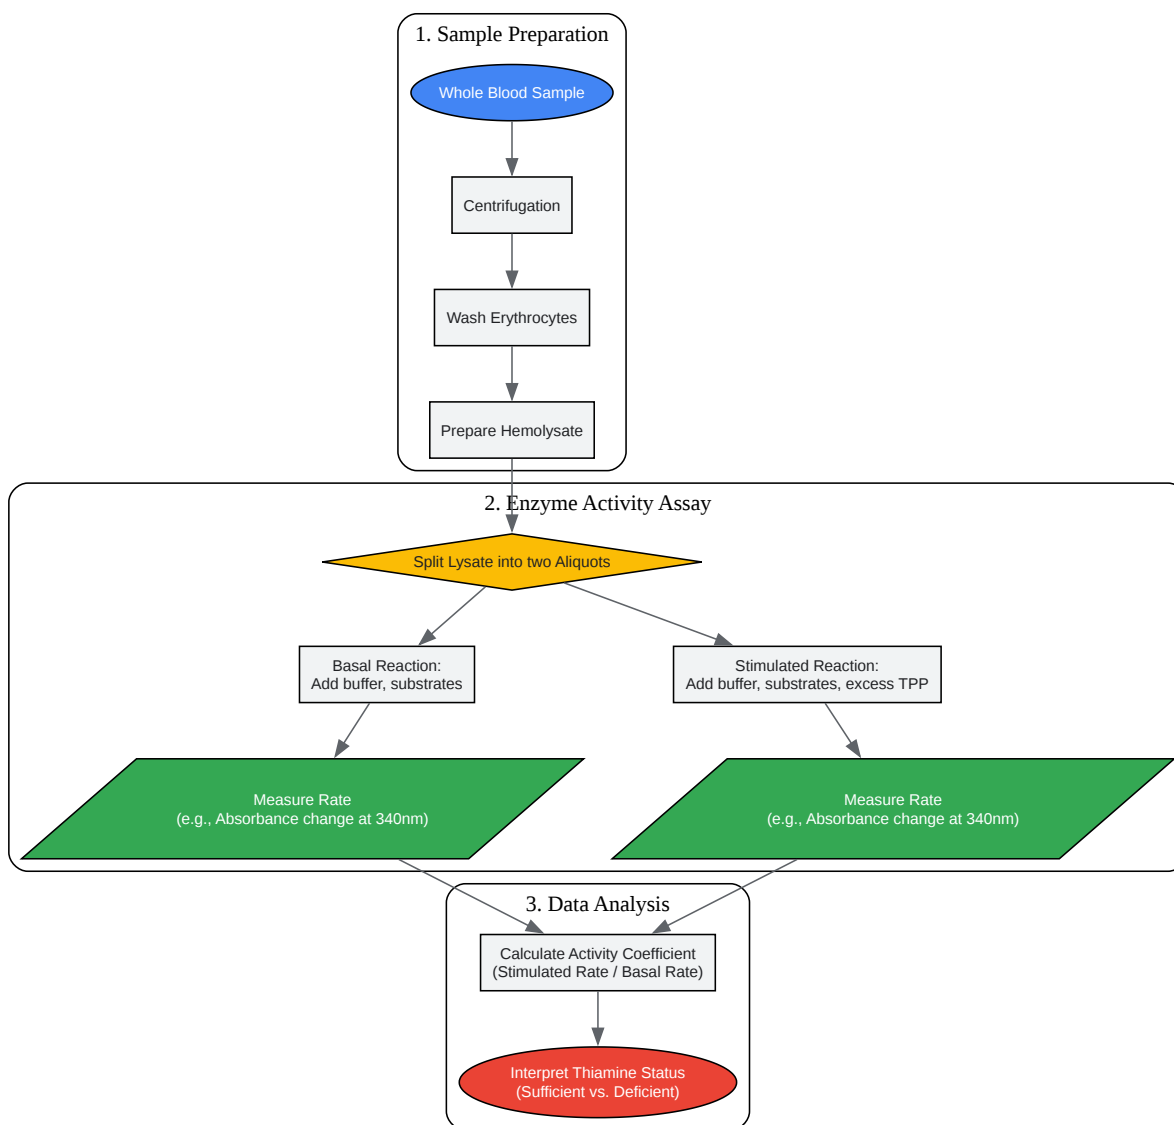 1. Sample Preparation
Whole Blood Sample
Centrifugation
Wash Erythrocytes
Prepare Hemolysate
2. Enzyme Activity Assay
Split Lysate into two Aliquots
Basal Reaction:
Add buffer, substrates
Stimulated Reaction:
Add buffer, substrates, excess TPP
Measure Rate
(e.g., Absorbance change at 340nm)
Measure Rate
(e.g., Absorbance change at 340nm)
3. Data Analysis
Calculate Activity Coefficient
(Stimulated Rate / Basal Rate)
Interpret Thiamine Status
(Sufficient vs. Deficient)